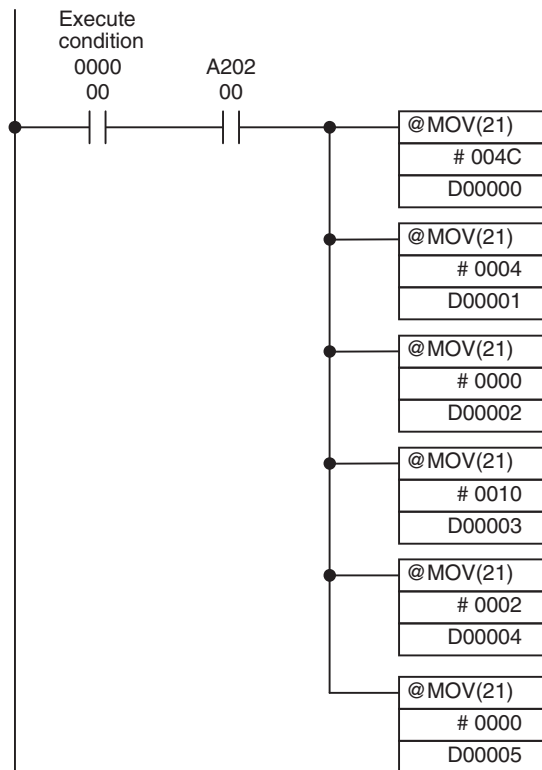 Execute
condition
0000 A202
00 00
@MOV(21)
# 004C
D00000
@MOV(21)
# 0004
D00001
@MOV(21)
# 0000
D00002
@MOV(21)
# 0010
D00003
@MOV(21)
# 0002
D00004
@MOV(21)
# 0000
D00005